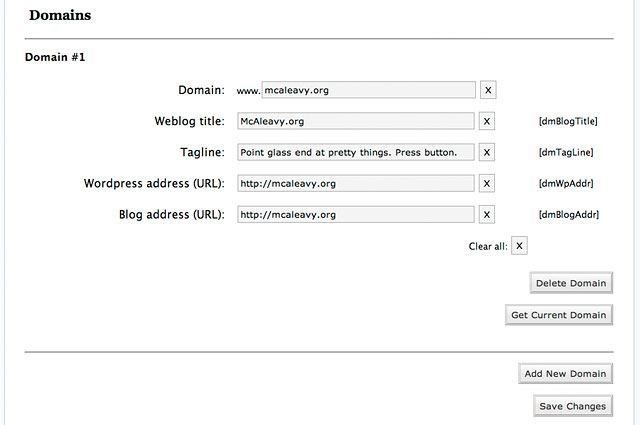 Domains
Domain #1
Domain: www. mcaleavy.org X
Weblog title: McAleavy.org X [dmBlogTitle]
Tagline: Point glass end at pretty things. Press button. X [dmTagLine]
Wordpress address (URL): http://mcaleavy.org X [dmWpAddr]
Blog address (URL): http://mcaleavy.org X [dmBlogAddr]
Clear all: X
Delete Domain
Get Current Domain
Add New Domain
Save Changes